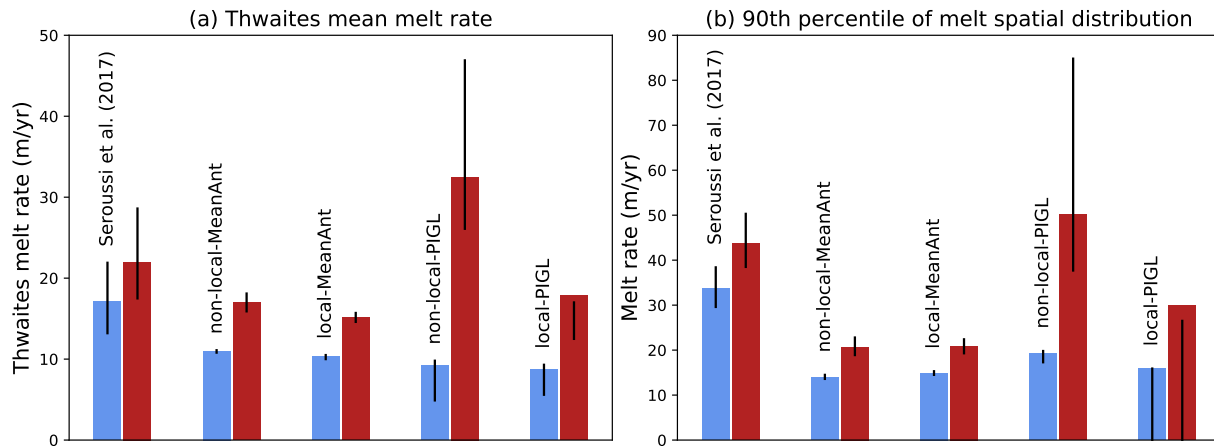 (a) Thwaites mean melt rate
Thwaites melt rate (m/yr)
50
40
30
20
10
0
Seroussi et al. (2017)
non-local-MeanAnt
local-MeanAnt
non-local-PIGL
local-PIGL
(b) 90th percentile of melt spatial distribution
Melt rate (m/yr)
90
80
70
60
50
40
30
20
10
0
Seroussi et al. (2017)
non-local-MeanAnt
local-MeanAnt
non-local-PIGL
local-PIGL